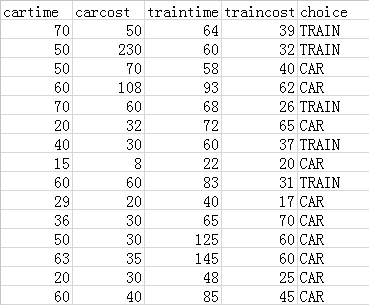 cartime carcost traintime traincost choice
70 50 64 39 TRAIN
50 230 60 32 TRAIN
50 70 58 40 CAR
60 108 93 62 CAR
70 60 68 26 TRAIN
20 32 72 65 CAR
40 30 60 37 TRAIN
15 8 22 20 CAR
60 60 83 31 TRAIN
29 20 40 17 CAR
36 30 65 70 CAR
50 30 125 60 CAR
63 35 145 60 CAR
20 30 48 25 CAR
60 40 85 45 CAR